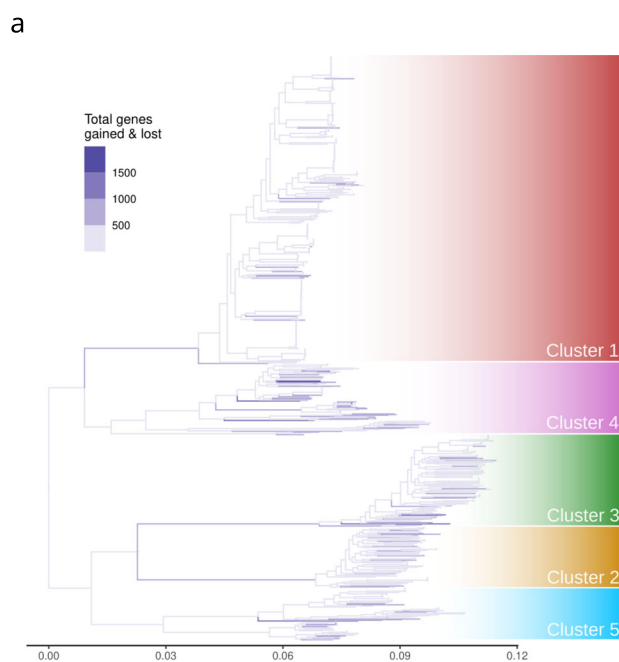 a
Total genes
gained & lost
1500
1000
500
Cluster 1
Cluster 4
Cluster 3
Cluster 2
Cluster 5
0.00 0.03 0.06 0.09 0.12